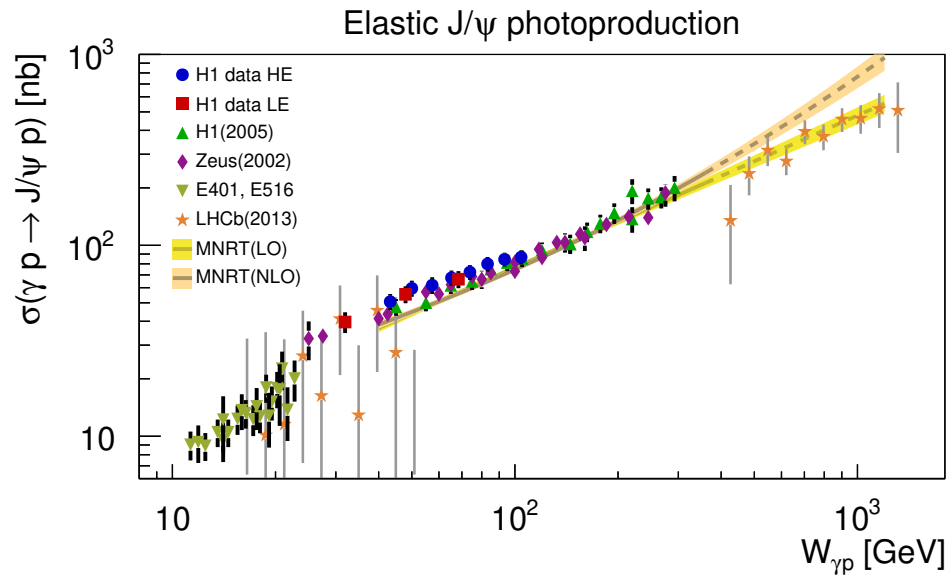 Elastic J/ψ photoproduction
σ(γ p → J/ψ p) [nb]
10³
10²
10
H1 data HE
H1 data LE
H1(2005)
Zeus(2002)
E401, E516
LHCb(2013)
MNRT(LO)
MNRT(NLO)
10
10²
10³
W_γp [GeV]